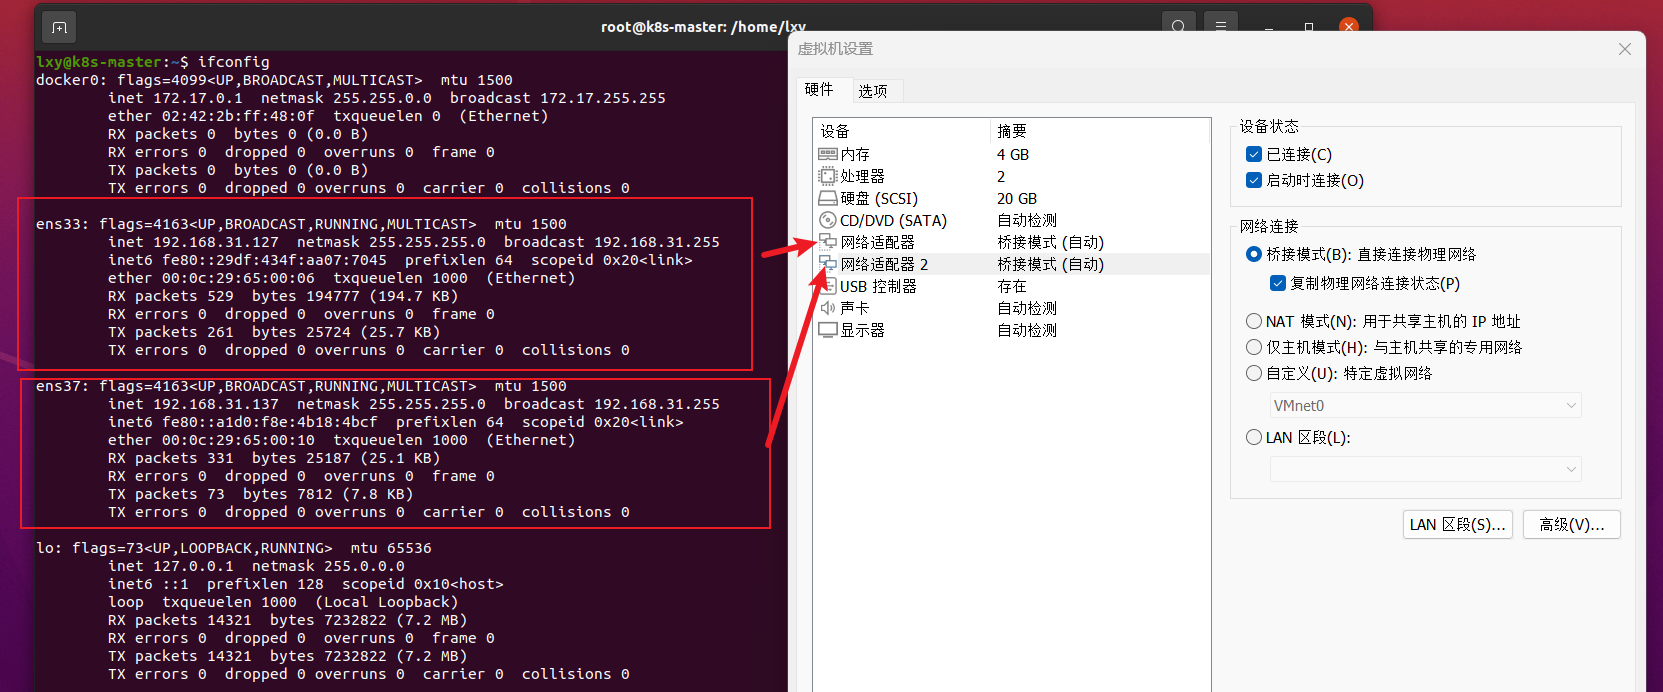 root@k8s-master: /home/lxy
lxy@k8s-master:~$ ifconfig
docker0: flags=4099<UP,BROADCAST,MULTICAST>  mtu 1500
        inet 172.17.0.1  netmask 255.255.0.0  broadcast 172.17.255.255
        ether 02:42:2b:ff:48:0f  txqueuelen 0  (Ethernet)
        RX packets 0  bytes 0 (0.0 B)
        RX errors 0  dropped 0  overruns 0  frame 0
        TX packets 0  bytes 0 (0.0 B)
        TX errors 0  dropped 0 overruns 0  carrier 0  collisions 0
ens33: flags=4163<UP,BROADCAST,RUNNING,MULTICAST>  mtu 1500
        inet 192.168.31.127  netmask 255.255.255.0  broadcast 192.168.31.255
        inet6 fe80::29df:434f:aa07:7045  prefixlen 64  scopeid 0x20<link>
        ether 00:0c:29:65:00:06  txqueuelen 1000  (Ethernet)
        RX packets 529  bytes 194777 (194.7 KB)
        RX errors 0  dropped 0  overruns 0  frame 0
        TX packets 261  bytes 25724 (25.7 KB)
        TX errors 0  dropped 0 overruns 0  carrier 0  collisions 0
ens37: flags=4163<UP,BROADCAST,RUNNING,MULTICAST>  mtu 1500
        inet 192.168.31.137  netmask 255.255.255.0  broadcast 192.168.31.255
        inet6 fe80::a1d0:f8e:4b18:4bcf  prefixlen 64  scopeid 0x20<link>
        ether 00:0c:29:65:00:10  txqueuelen 1000  (Ethernet)
        RX packets 331  bytes 25187 (25.1 KB)
        RX errors 0  dropped 0  overruns 0  frame 0
        TX packets 73  bytes 7812 (7.8 KB)
        TX errors 0  dropped 0 overruns 0  carrier 0  collisions 0
lo: flags=73<UP,LOOPBACK,RUNNING>  mtu 65536
        inet 127.0.0.1  netmask 255.0.0.0
        inet6 ::1  prefixlen 128  scopeid 0x10<host>
        loop  txqueuelen 1000  (Local Loopback)
        RX packets 14321  bytes 7232822 (7.2 MB)
        RX errors 0  dropped 0  overruns 0  frame 0
        TX packets 14321  bytes 7232822 (7.2 MB)
        TX errors 0  dropped 0 overruns 0  carrier 0  collisions 0
虚拟机设置
硬件 选项
设备 摘要
内存 4 GB
处理器 2
硬盘 (SCSI) 20 GB
CD/DVD (SATA) 自动检测
网络适配器 桥接模式 (自动)
网络适配器 2 桥接模式 (自动)
USB 控制器 存在
声卡 自动检测
显示器 自动检测
设备状态
已连接(C)
启动时连接(O)
网络连接
桥接模式(B): 直接连接物理网络
复制物理网络连接状态(P)
NAT 模式(N): 用于共享主机的 IP 地址
仅主机模式(H): 与主机共享的专用网络
自定义(U): 特定虚拟网络
VMnet0
LAN 区段(L):
LAN 区段(S)... 高级(V)...